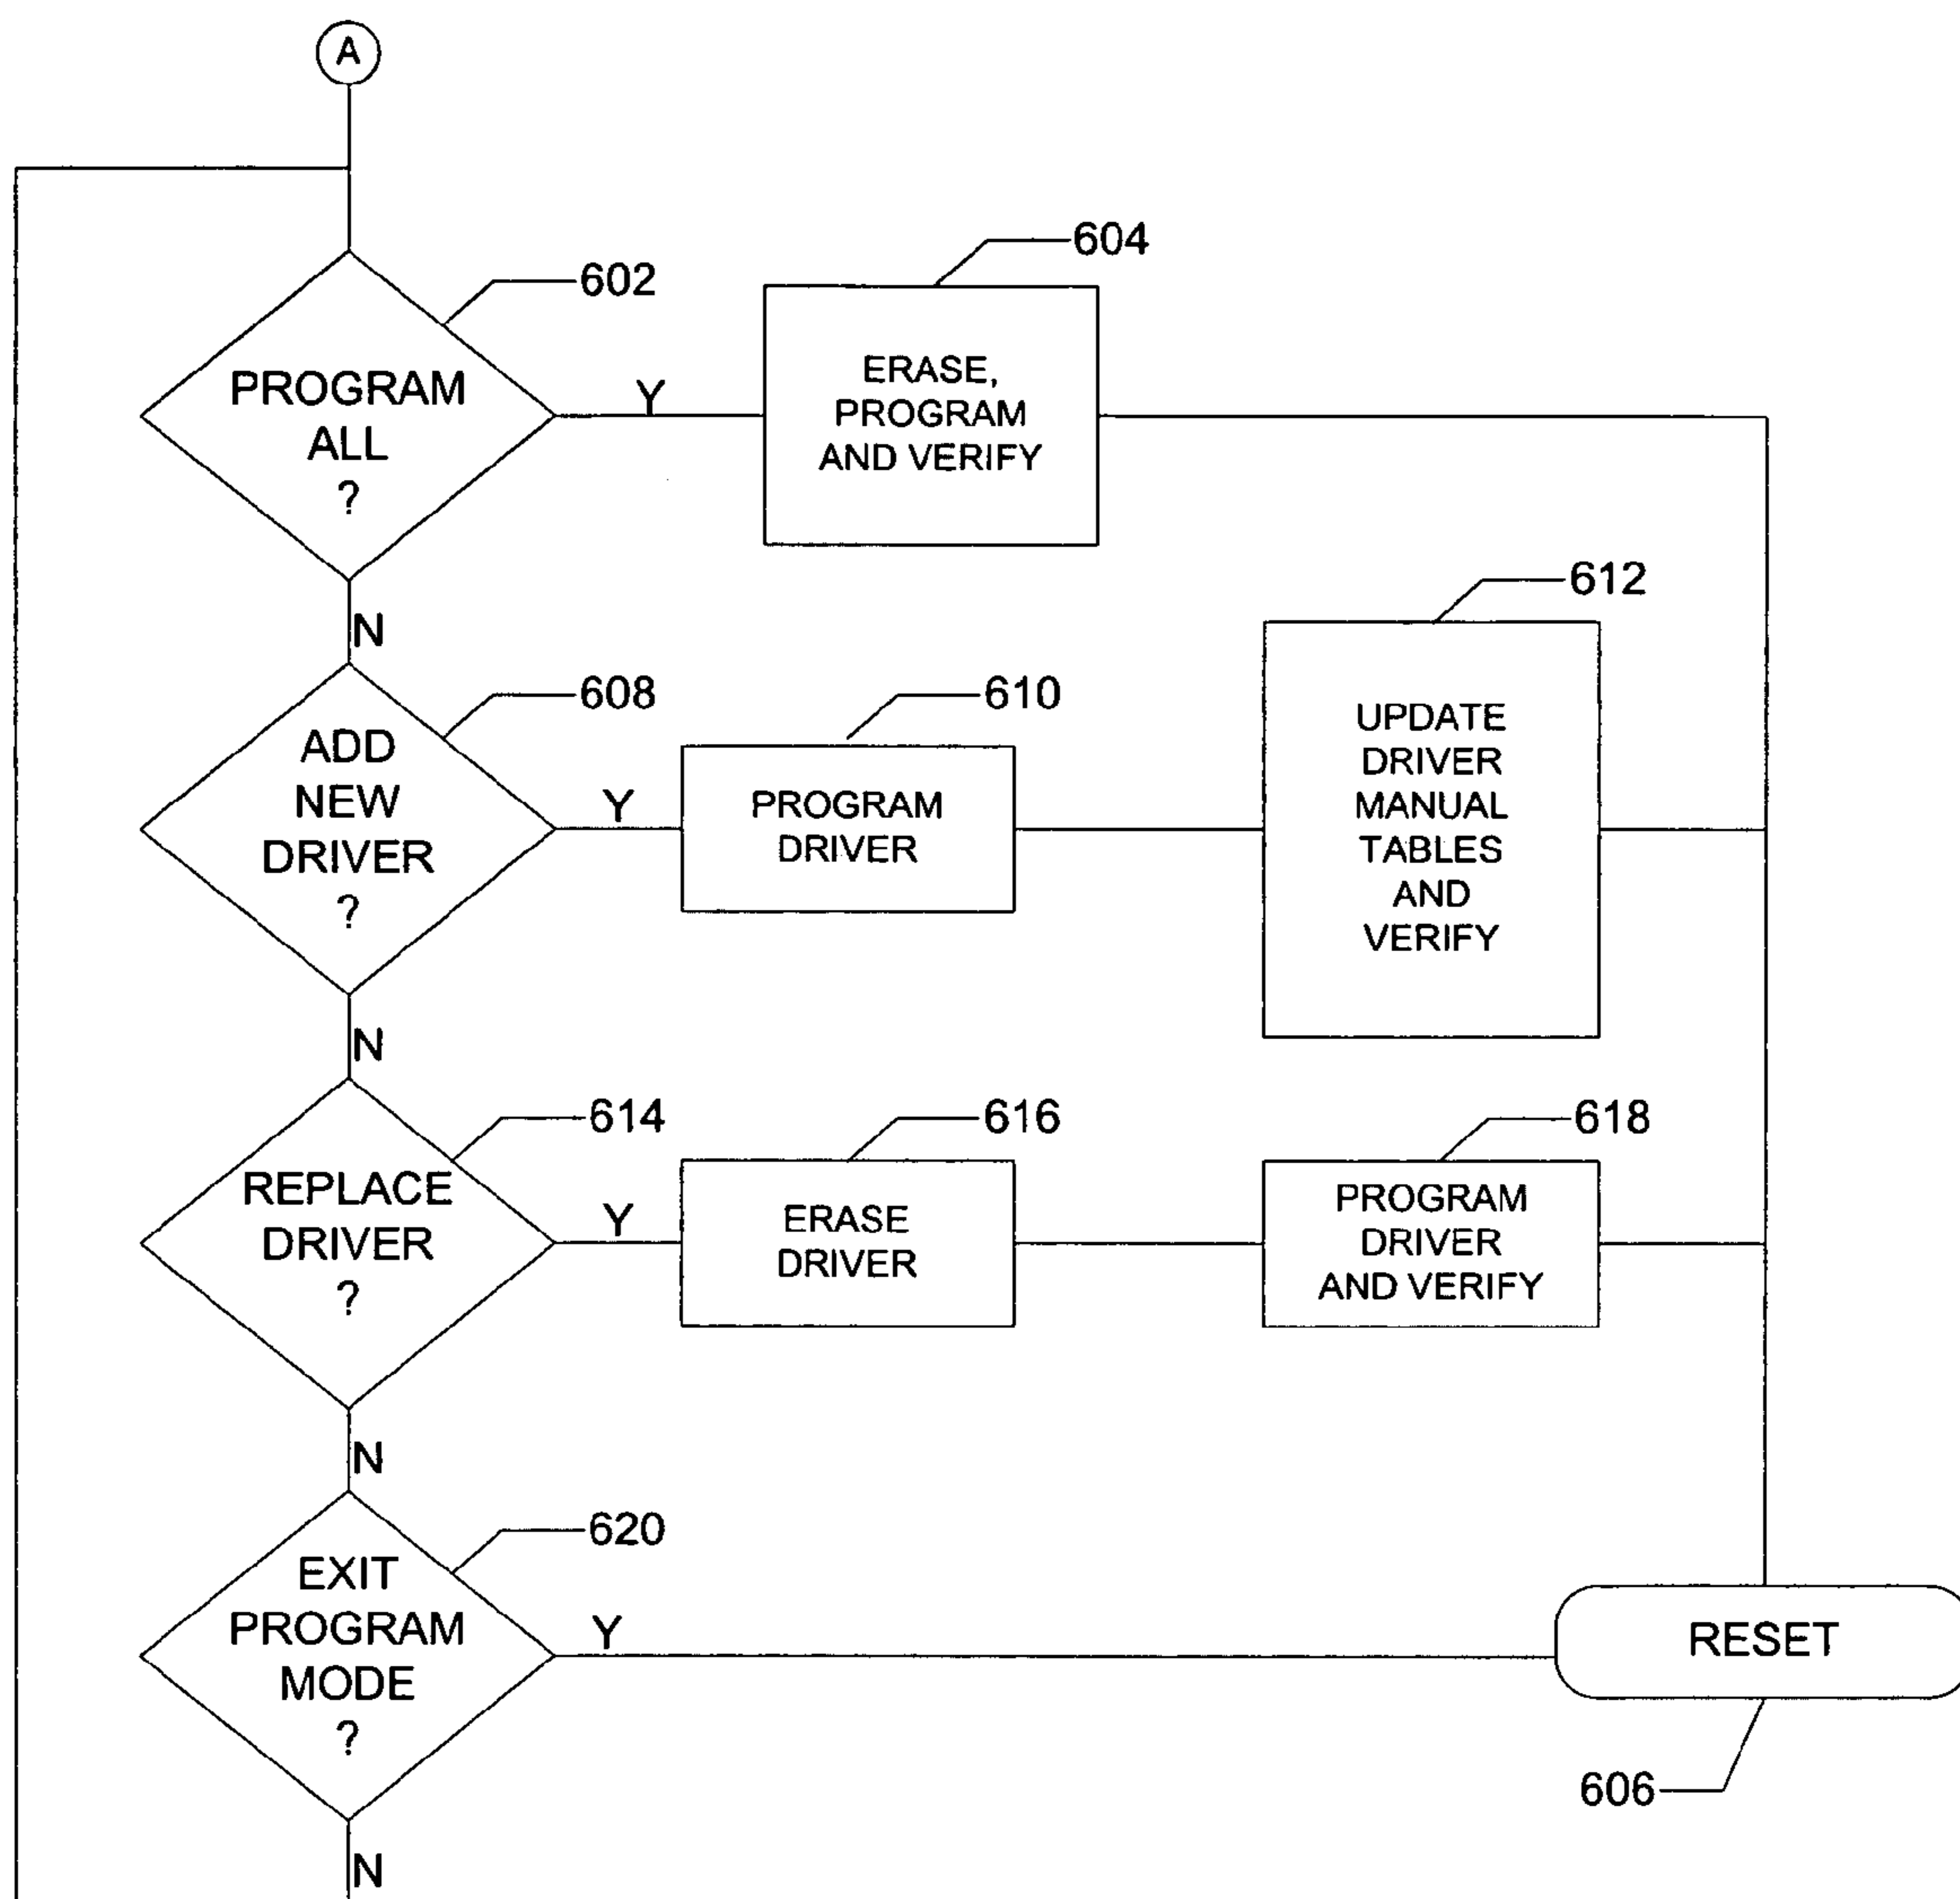 A
602
PROGRAM
ALL
?
Y
604
ERASE,
PROGRAM
AND VERIFY
N
608
ADD
NEW
DRIVER
?
Y
610
PROGRAM
DRIVER
612
UPDATE
DRIVER
MANUAL
TABLES
AND
VERIFY
N
614
REPLACE
DRIVER
?
Y
616
ERASE
DRIVER
618
PROGRAM
DRIVER
AND VERIFY
N
620
EXIT
PROGRAM
MODE
?
Y
RESET
606
N